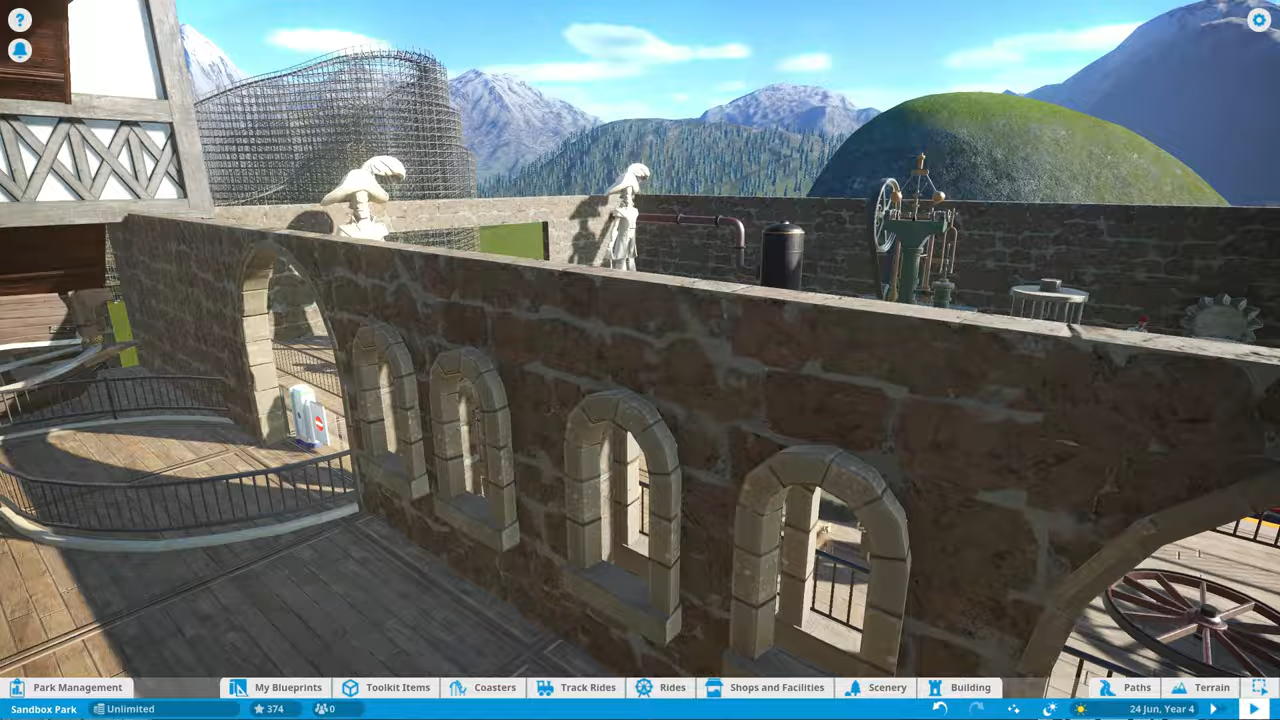 ?
Park Management
My Blueprints
Toolkit Items
Coasters
Track Rides
Rides
Shops and Facilities
Scenery
Building
Paths
Terrain
Sandbox Park
Unlimited
374
0
24 Jun, Year 4